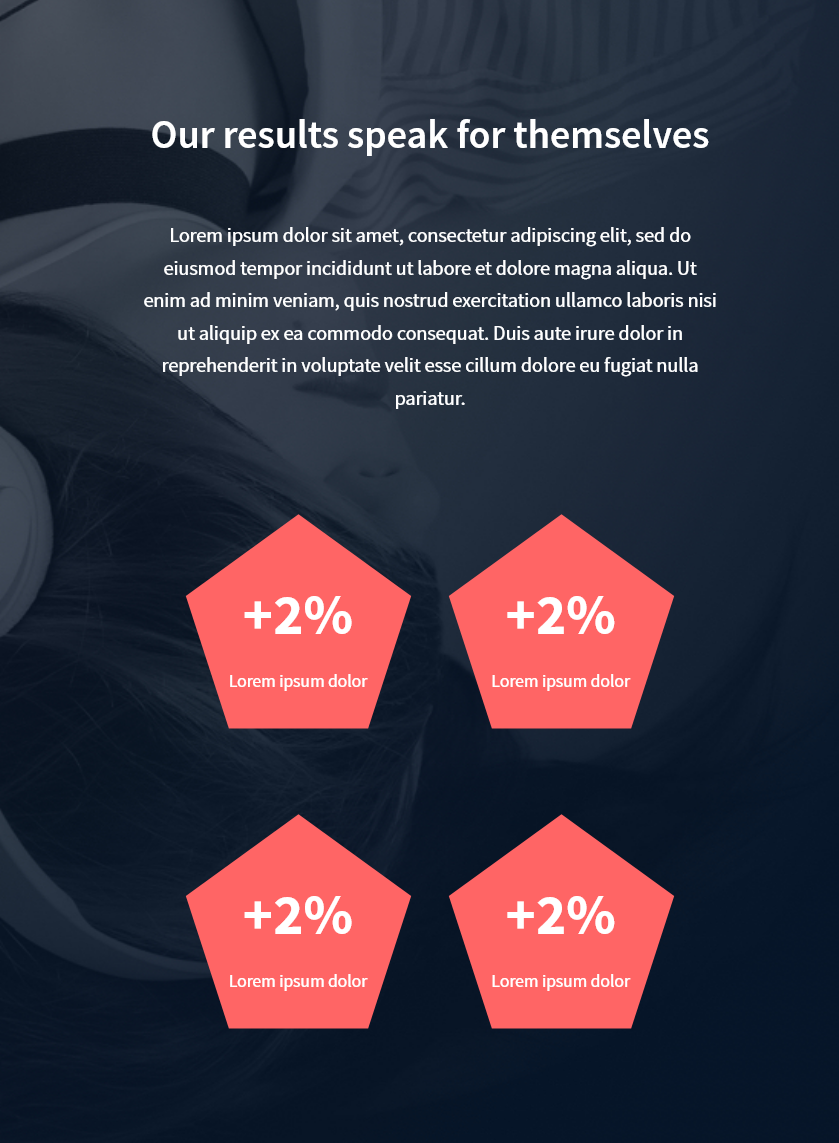 Our results speak for themselves
Lorem ipsum dolor sit amet, consectetur adipiscing elit, sed do
eiusmod tempor incididunt ut labore et dolore magna aliqua. Ut
enim ad minim veniam, quis nostrud exercitation ullamco laboris nisi
ut aliquip ex ea commodo consequat. Duis aute irure dolor in
reprehenderit in voluptate velit esse cillum dolore eu fugiat nulla
pariatur.
+2% +2%
Lorem ipsum dolor Lorem ipsum dolor
+2% +2%
Lorem ipsum dolor Lorem ipsum dolor